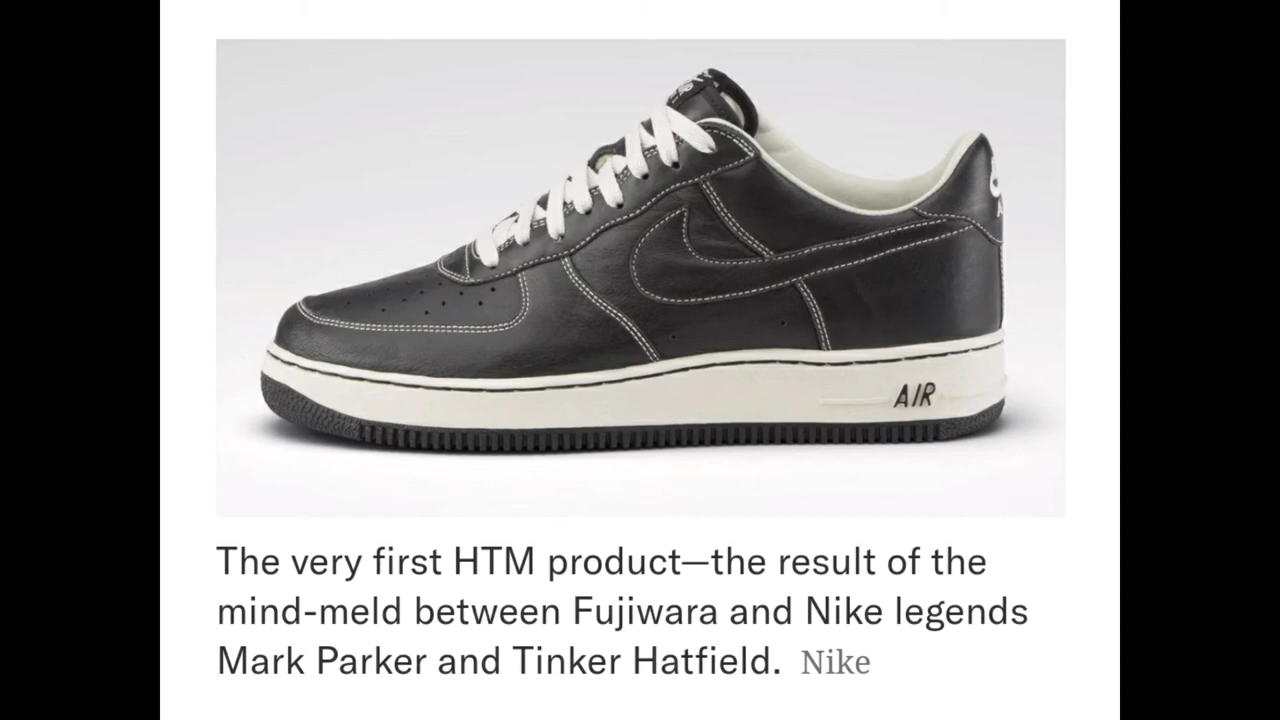 AIR
The very first HTM product—the result of the
mind-meld between Fujiwara and Nike legends
Mark Parker and Tinker Hatfield. Nike